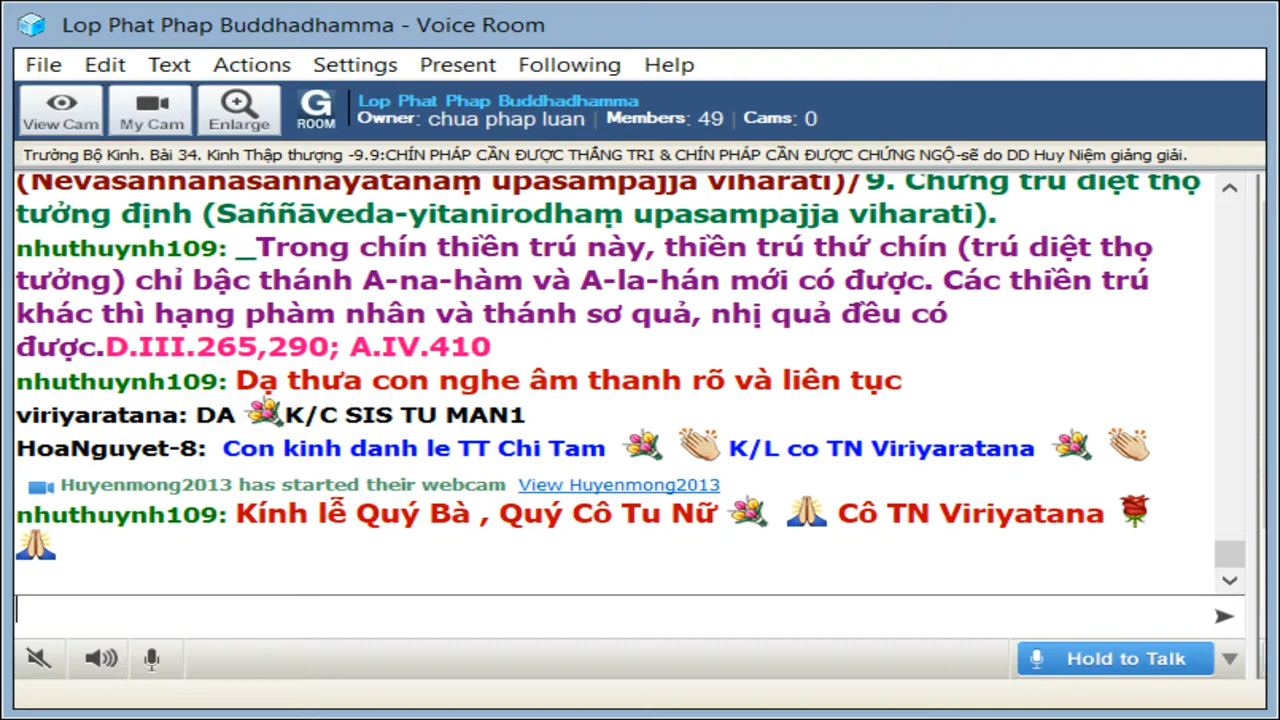 Lop Phat Phap Buddhadhamma - Voice Room
File Edit Text Actions Settings Present Following Help
View Cam My Cam Enlarge G ROOM
Lop Phat Phap Buddhadhamma
Owner: chua phap luan | Members: 49 | Cams: 0
Trường Bộ Kinh. Bài 34. Kinh Thập thượng -9.9:CHÍN PHÁP CẦN ĐƯỢC THẮNG TRI & CHÍN PHÁP CẦN ĐƯỢC CHỨNG NGỘ-sẽ do DD Huy Niệm giảng giải.
(Nevasaññānāsaññāyatanaṃ upasampajja viharati)/9. Chứng trú diệt thọ
tưởng định (Saññāveda-yitanirodhaṃ upasampajja viharati).
nhuthuynh109: _Trong chín thiền trú này, thiền trú thứ chín (trú diệt thọ
tưởng) chỉ bậc thánh A-na-hàm và A-la-hán mới có được. Các thiền trú
khác thì hạng phàm nhân và thánh sơ quả, nhị quả đều có
được.D.III.265,290; A.IV.410
nhuthuynh109: Dạ thưa con nghe âm thanh rõ và liên tục
viriyaratana: DA K/C SIS TU MAN1
HoaNguyet-8: Con kinh danh le TT Chi Tam K/L co TN Viriyaratana
Huyenmong2013 has started their webcam View Huyenmong2013
nhuthuynh109: Kính lễ Quý Bà , Quý Cô Tu Nữ Cô TN Viriyatana
Hold to Talk